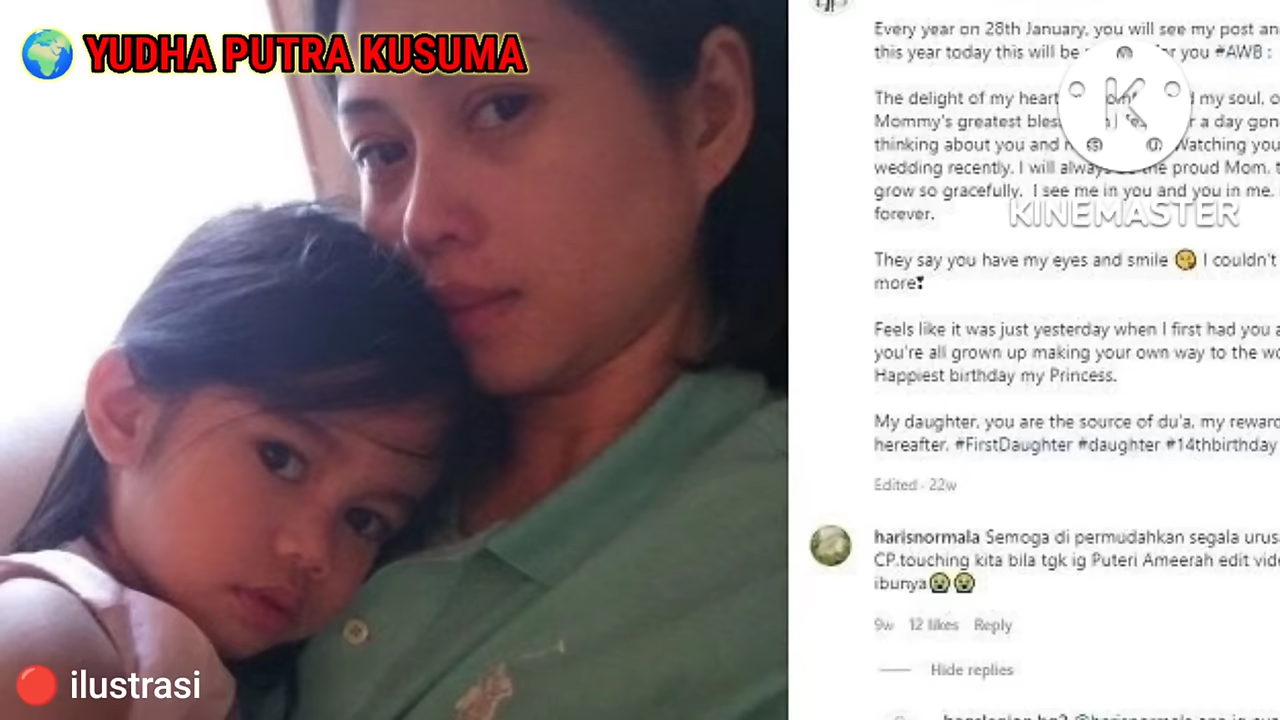 YUDHA PUTRA KUSUMA
Every year on 28th January, you will see my post an
this year today this will be for you #AWB :
The delight of my heart my soul, o
Mommy's greatest a day gon
thinking about you and Watching you
wedding recently. I will always the proud Mom, t
grow so gracefully. I see me in you and you in me.
forever.
KINEMASTER
They say you have my eyes and smile 😋 I couldn't
more❣
Feels like it was just yesterday when I first had you a
you're all grown up making your own way to the wo
Happiest birthday my Princess.
My daughter, you are the source of du'a, my reward
hereafter. #FirstDaughter #daughter #14thbirthday
Edited · 22w
harisnormala Semoga di permudahkan segala urus
CP.touching kita bila tgk ig Puteri Ameerah edit vide
ibunya😭😭
9w 12 likes Reply
Hide replies
ilustrasi